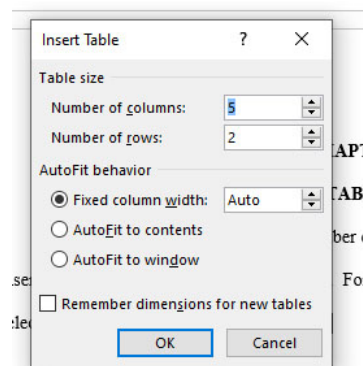 Insert Table ?
Table size
Number of columns: 5
Number of rows: 2
AutoFit behavior
Fixed column width: Auto
AutoFit to contents
AutoFit to window
Remember dimensions for new tables
OK Cancel